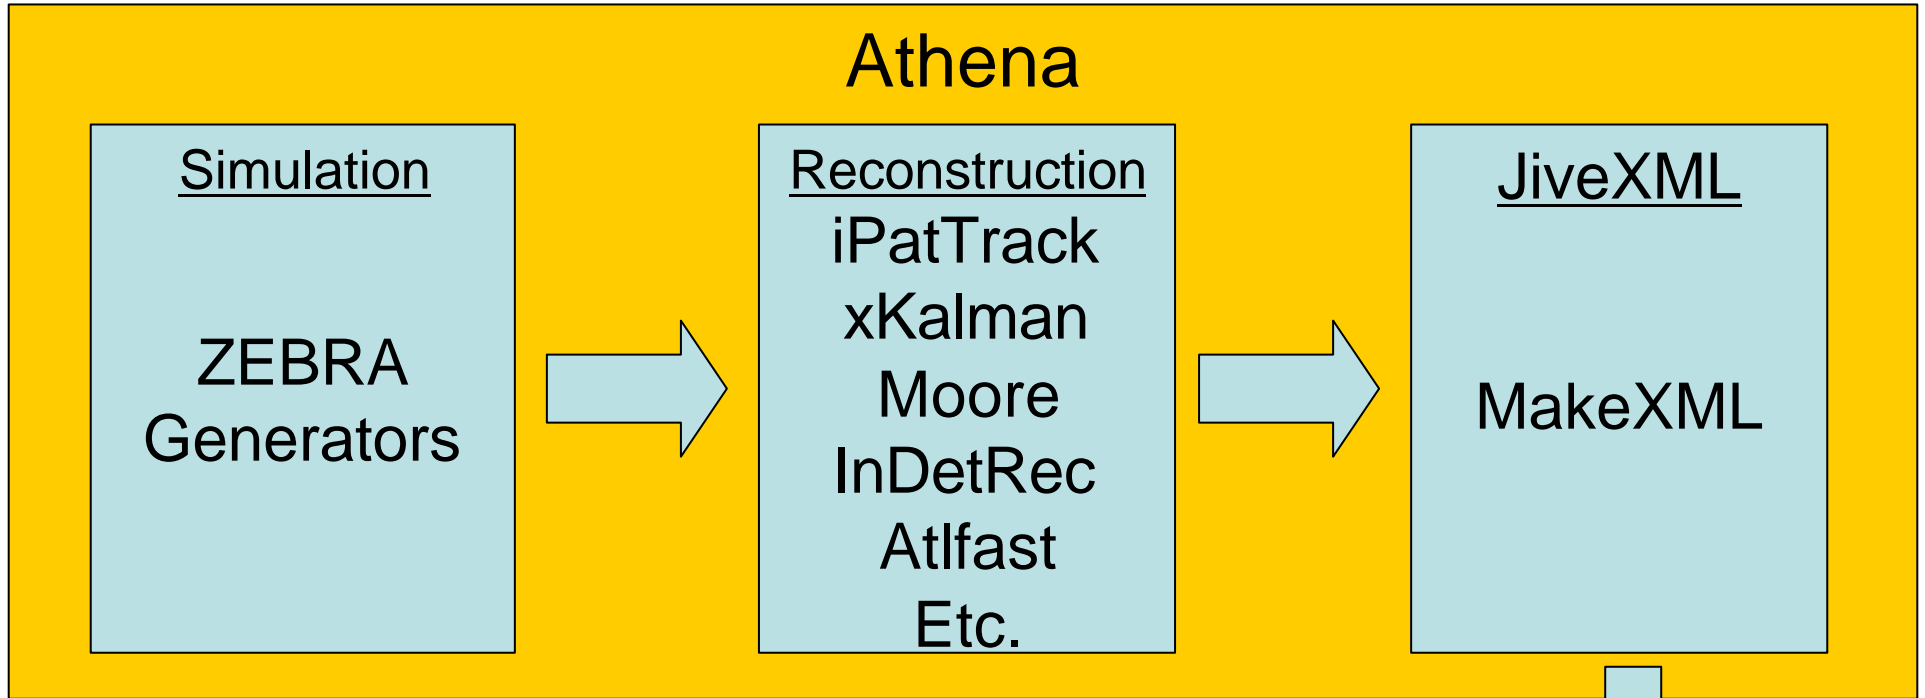 Athena
Simulation
ZEBRA
Generators
Reconstruction
iPatTrack
xKalman
Moore
InDetRec
Atlfast
Etc.
JiveXML
MakeXML